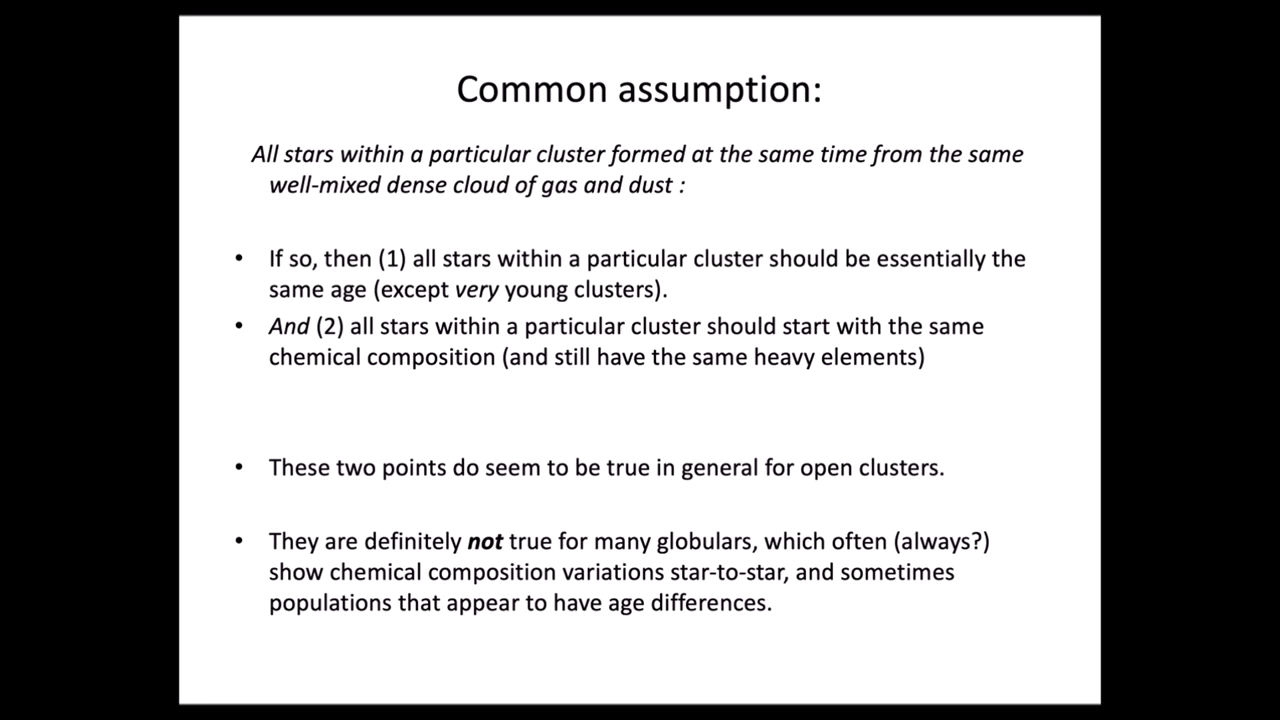 Common assumption:
All stars within a particular cluster formed at the same time from the same
well-mixed dense cloud of gas and dust :
• If so, then (1) all stars within a particular cluster should be essentially the
same age (except very young clusters).
• And (2) all stars within a particular cluster should start with the same
chemical composition (and still have the same heavy elements)
• These two points do seem to be true in general for open clusters.
• They are definitely not true for many globulars, which often (always?)
show chemical composition variations star-to-star, and sometimes
populations that appear to have age differences.